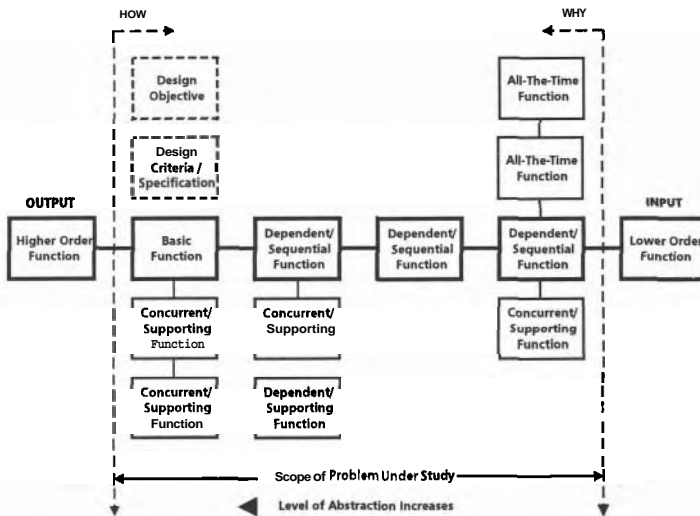 HOW
WHY
Design
Objective
All-The-Time
Function
Design
Criteria /
Specification
All-The-Time
Function
OUTPUT
INPUT
Higher Order
Function
Basic
Function
Dependent/
Sequential
Function
Dependent/
Sequential
Function
Dependent/
Sequential
Function
Lower Order
Function
Concurrent/
Supporting
Function
Concurrent/
Supporting
Concurrent/
Supporting
Function
Concurrent/
Supporting
Function
Dependent/
Supporting
Function
Scope of Problem Under Study
Level of Abstraction Increases